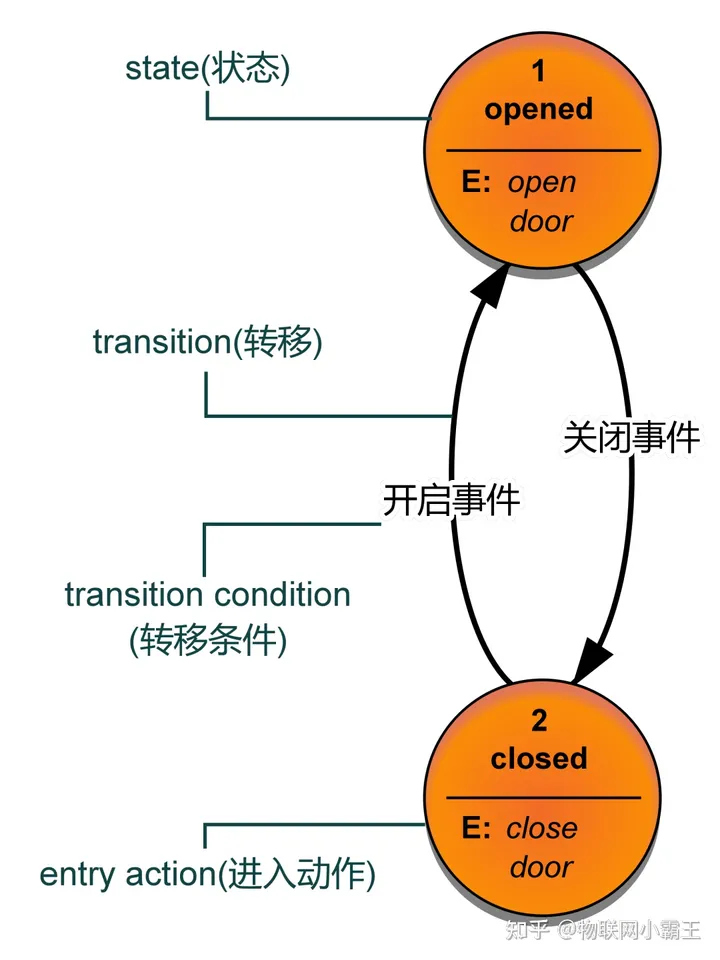 state(状态)
1
opened
E: open
door
transition(转移)
关闭事件
开启事件
transition condition
(转移条件)
2
closed
E: close
door
entry action(进入动作)
知乎 @物联网小霸王